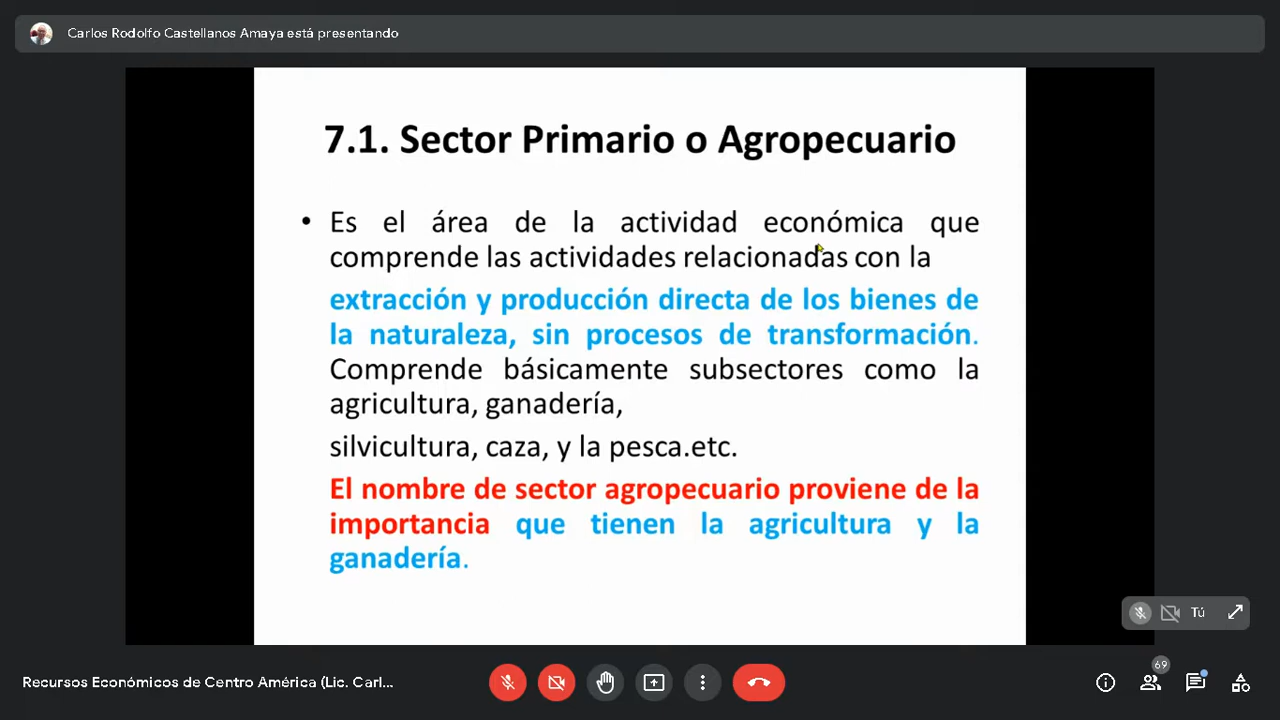 Carlos Rodolfo Castellanos Amaya está presentando
7.1. Sector Primario o Agropecuario
• Es el área de la actividad económica que
comprende las actividades relacionadas con la
extracción y producción directa de los bienes de
la naturaleza, sin procesos de transformación.
Comprende básicamente subsectores como la
agricultura, ganadería,
silvicultura, caza, y la pesca.etc.
El nombre de sector agropecuario proviene de la
importancia que tienen la agricultura y la
ganadería.
Tú
69
Recursos Económicos de Centro América (Lic. Carl...